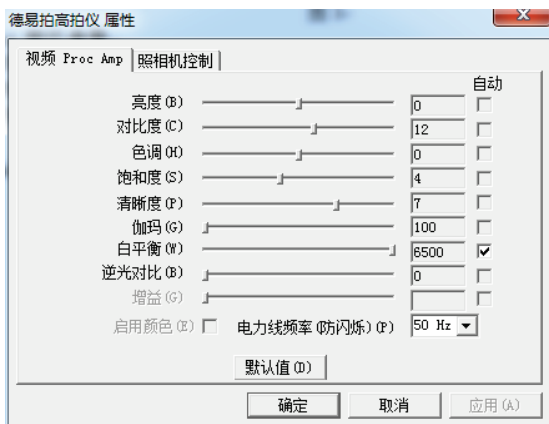 德易拍高拍仪 属性
视频 Proc Amp 照相机控制
自动
亮度(B) 0
对比度(C) 12
色调(H) 0
饱和度(S) 4
清晰度(P) 7
伽玛(G) 100
白平衡(W) 6500
逆光对比(B) 0
增益(G)
启用颜色(E) 电力线频率(防闪烁)(P) 50 Hz
默认值(D)
确定 取消 应用(A)